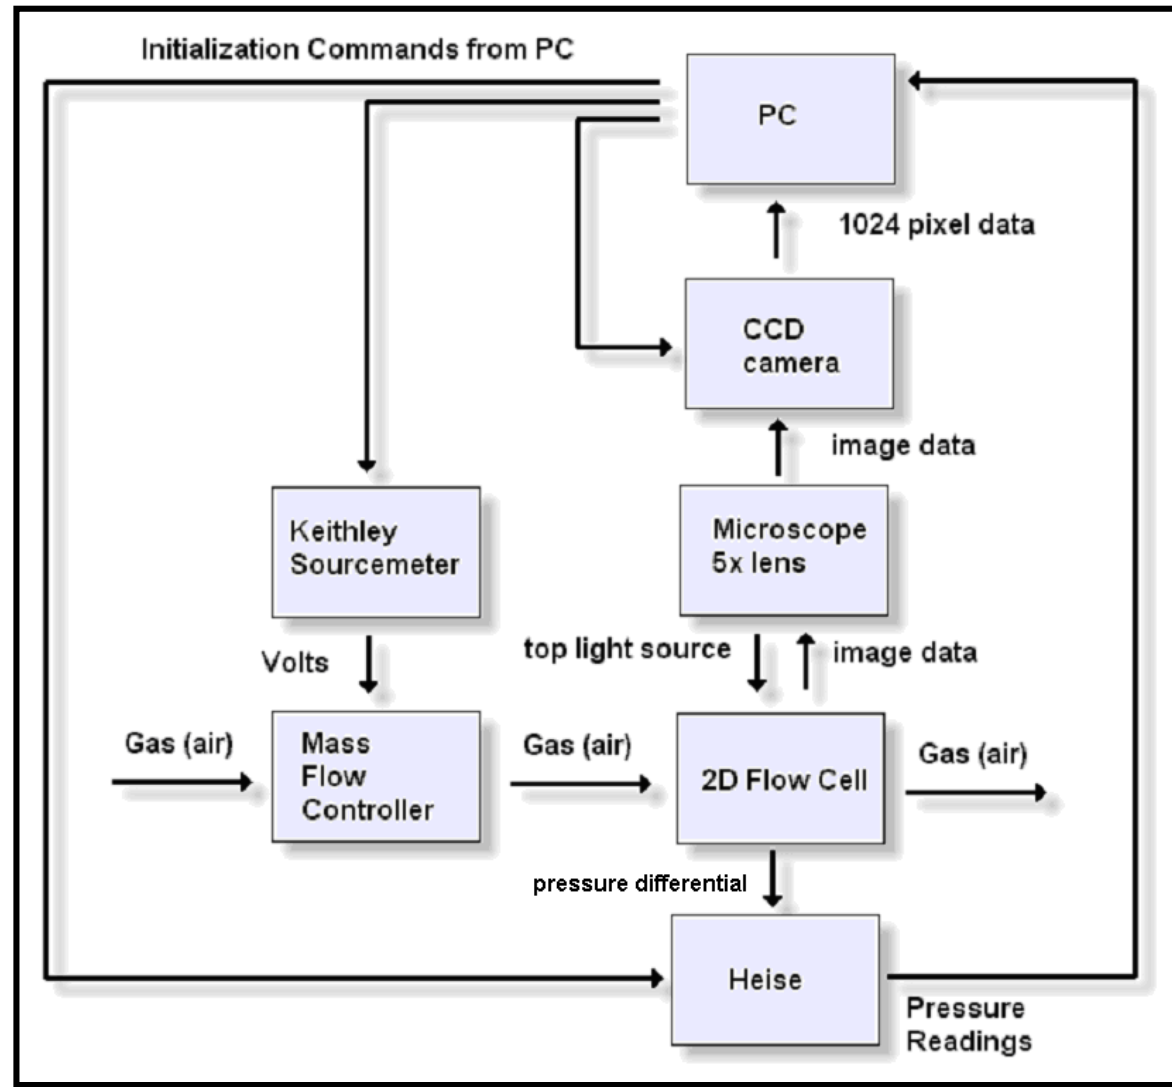 Initialization Commands from PC
PC
1024 pixel data
CCD
camera
image data
Keithley
Sourcemeter
Microscope
5x lens
Volts
top light source
image data
Gas (air)
Mass
Flow
Controller
Gas (air)
2D Flow Cell
Gas (air)
pressure differential
Heise
Pressure
Readings